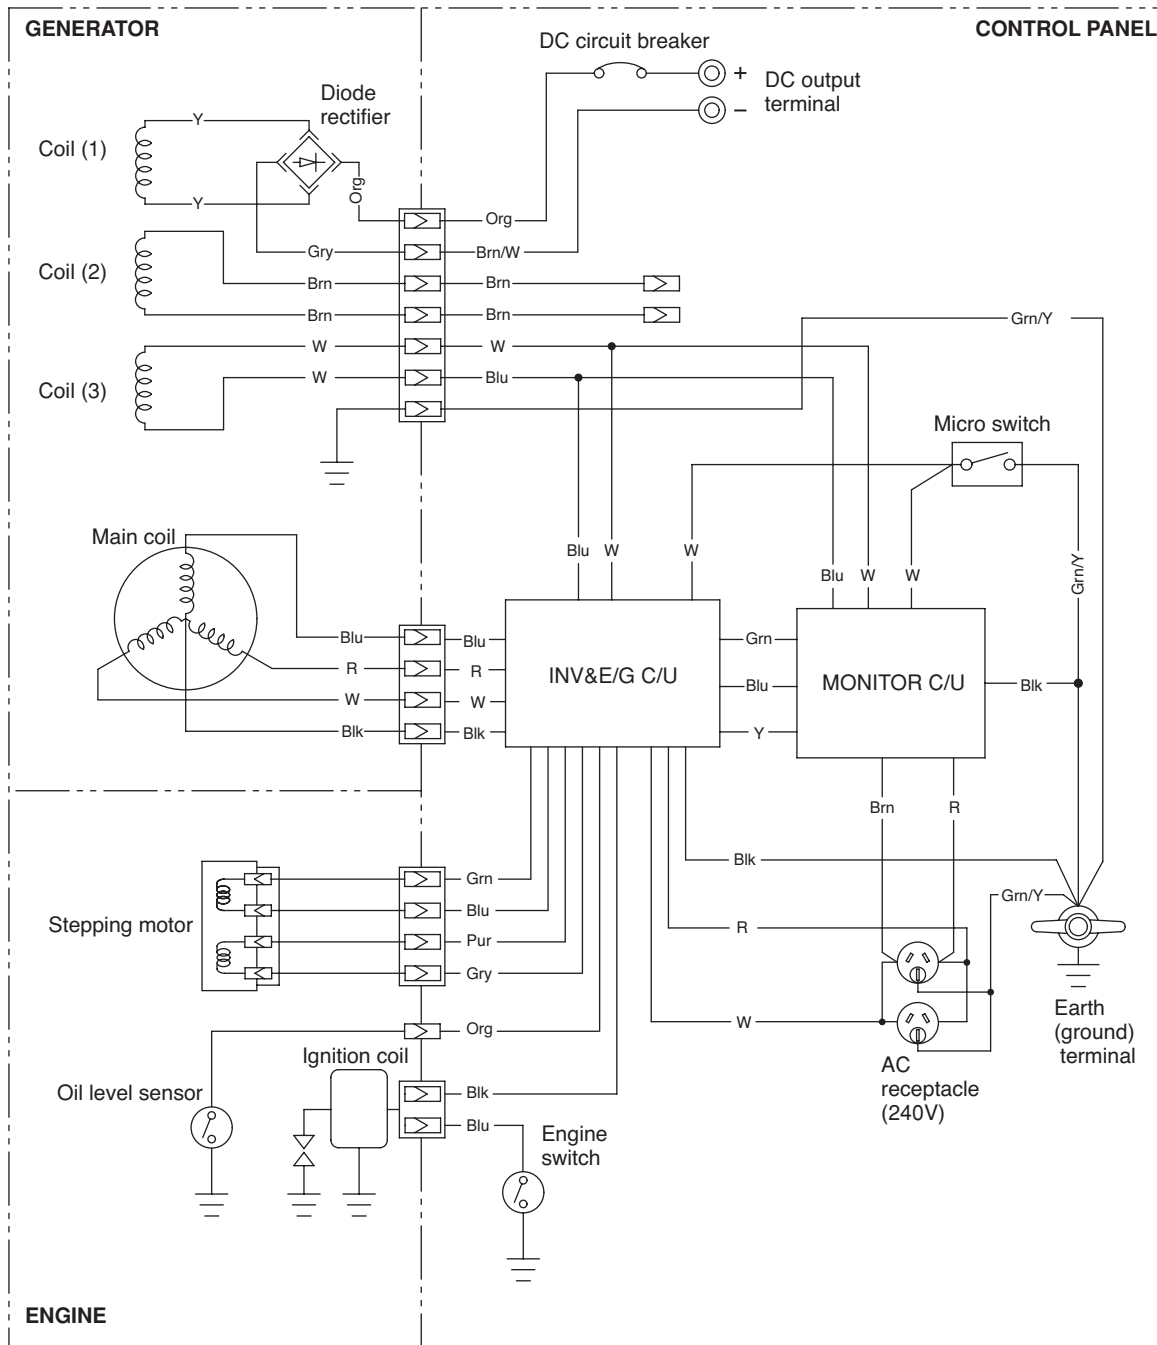 GENERATOR
CONTROL PANEL
DC circuit breaker
+
DC output
terminal
−
Diode
rectifier
Y
Coil (1)
Y
Org
Org
Gry
Brn/W
Coil (2)
Brn
Brn
Brn
Brn
Grn/Y
W
W
Coil (3)
W
Blu
Micro switch
Main coil
Blu
W
W
Blu
W
W
Grn/Y
Blu
Blu
Grn
R
R
INV&E/G C/U
MONITOR C/U
Blu
Blk
W
W
Blk
Blk
Y
Brn
R
Blk
Grn
Grn/Y
Stepping motor
Blu
Pur
R
Gry
Org
W
Earth
(ground)
terminal
Ignition coil
AC
receptacle
(240V)
Oil level sensor
Blk
Blu
Engine
switch
ENGINE